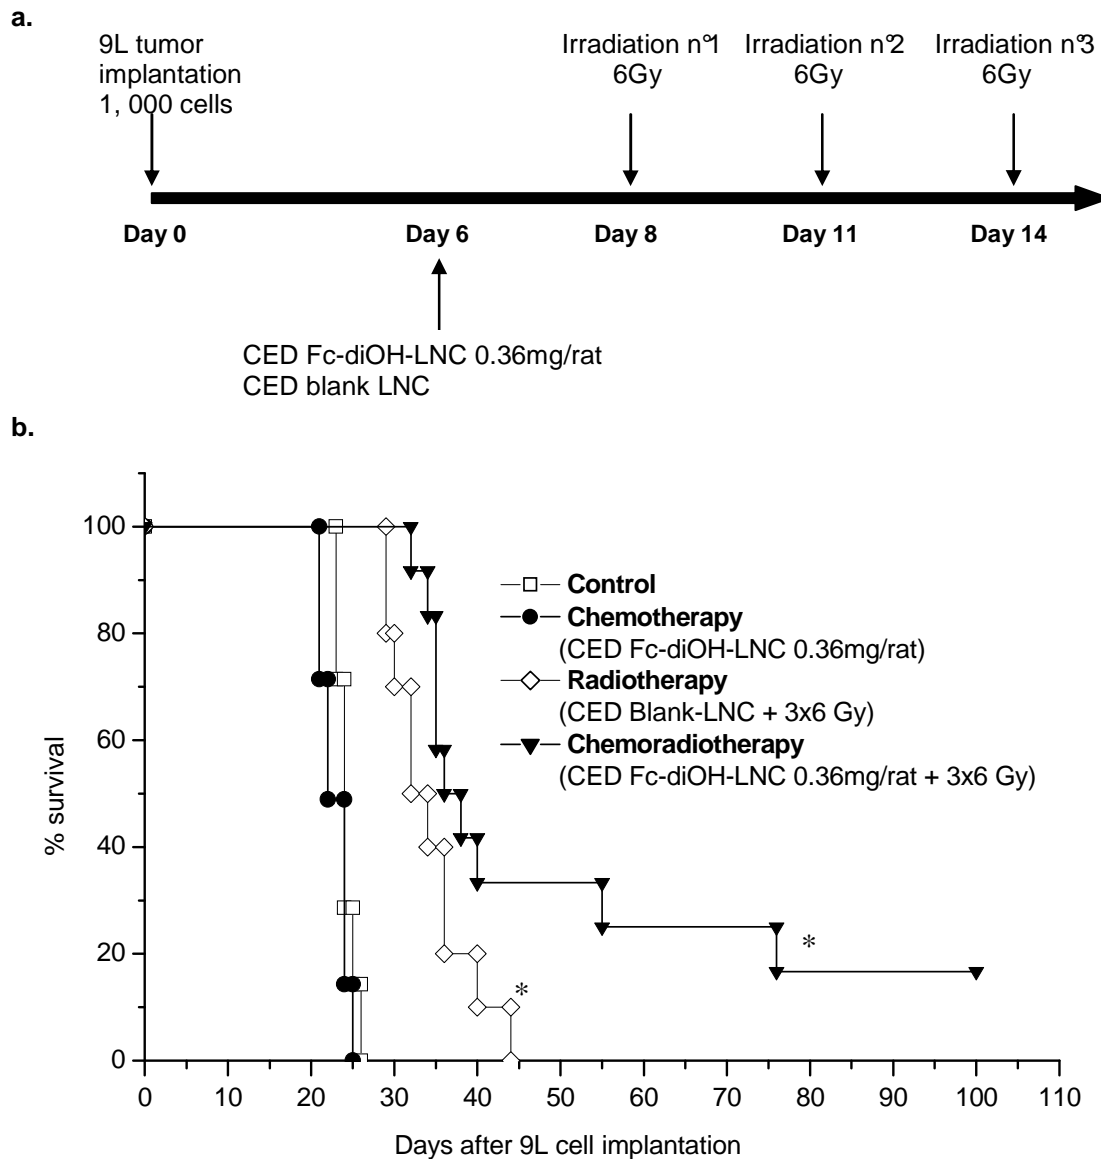 a.
9L tumor
implantation
1, 000 cells
Irradiation n°1
6Gy
Irradiation n°2
6Gy
Irradiation n°3
6Gy
Day 0
Day 6
Day 8
Day 11
Day 14
CED Fc-diOH-LNC 0.36mg/rat
CED blank LNC
b.
% survival
100
80
60
40
20
0
Control
Chemotherapy
(CED Fc-diOH-LNC 0.36mg/rat)
Radiotherapy
(CED Blank-LNC + 3x6 Gy)
Chemoradiotherapy
(CED Fc-diOH-LNC 0.36mg/rat + 3x6 Gy)
*
*
0 10 20 30 40 50 60 70 80 90 100 110
Days after 9L cell implantation